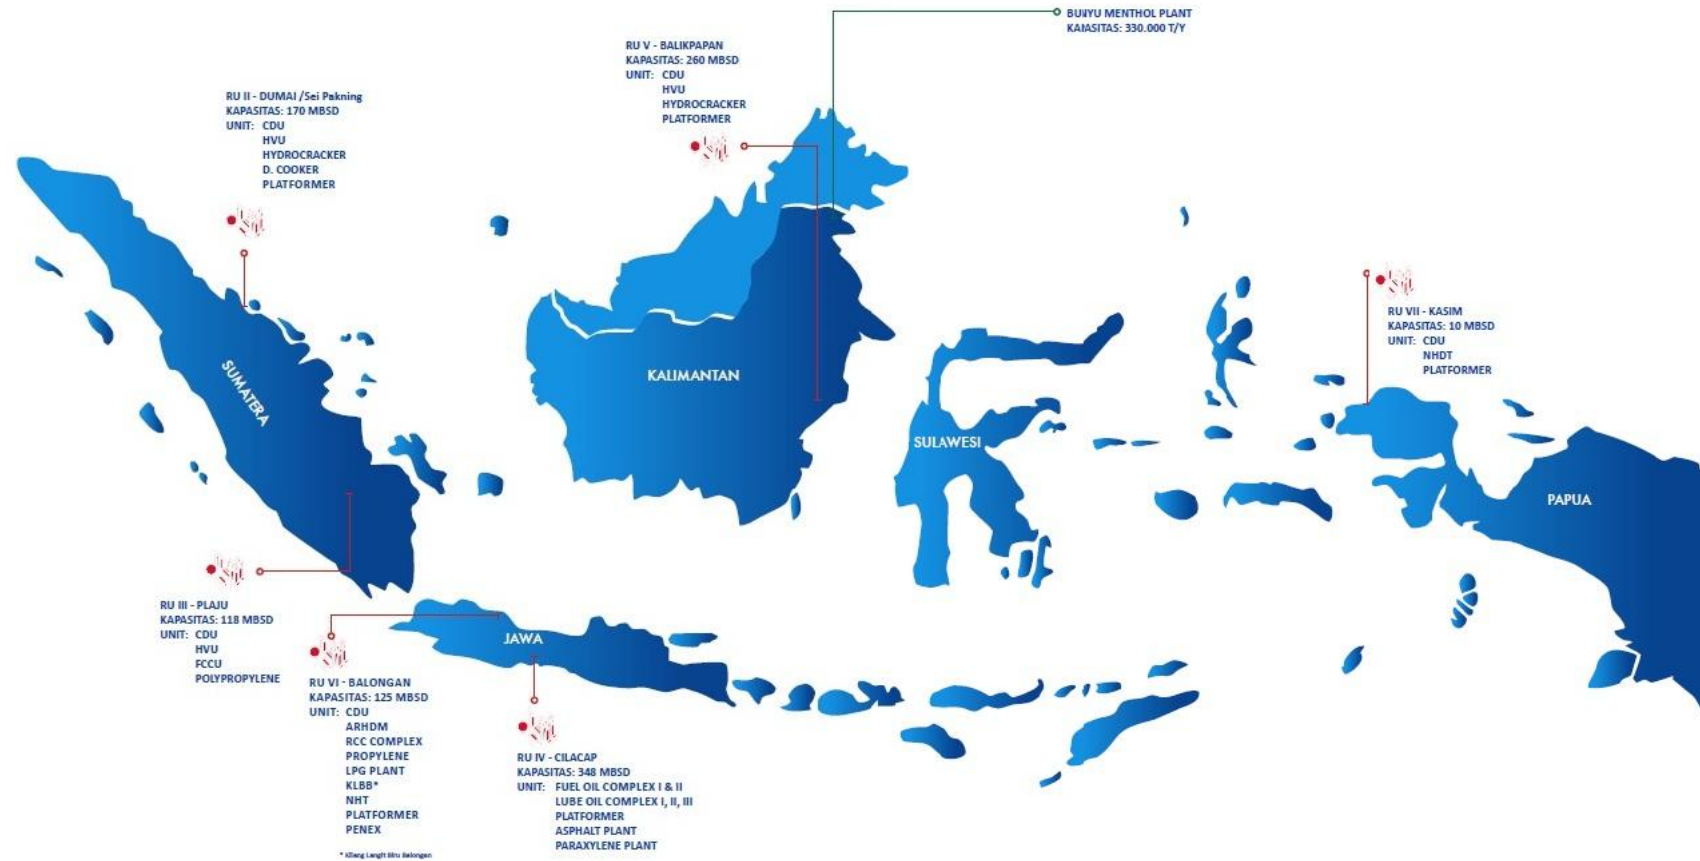 BUNYU MENTHOL PLANT
KAPASITAS: 330.000 T/Y
RU V - BALIKPAPAN
KAPASITAS: 260 MBSD
UNIT: CDU
HVU
HYDROCRACKER
PLATFORMER
RU II - DUMAI /Sei Pakning
KAPASITAS: 170 MBSD
UNIT: CDU
HVU
HYDROCRACKER
D. COOKER
PLATFORMER
RU VII - KASIM
KAPASITAS: 10 MBSD
UNIT: CDU
NHDT
PLATFORMER
SUMATERA
KALIMANTAN
SULAWESI
PAPUA
JAWA
RU III - PLAJU
KAPASITAS: 118 MBSD
UNIT: CDU
HVU
FCCU
POLYPROPYLENE
RU VI - BALONGAN
KAPASITAS: 125 MBSD
UNIT: CDU
ARHDM
RCC COMPLEX
PROPYLENE
LPG PLANT
KLBB*
NHT
PLATFORMER
PENEX
* Kilang Langit Biru Balongan
RU IV - CILACAP
KAPASITAS: 348 MBSD
UNIT: FUEL OIL COMPLEX I & II
LUBE OIL COMPLEX I, II, III
PLATFORMER
ASPHALT PLANT
PARAXYLENE PLANT